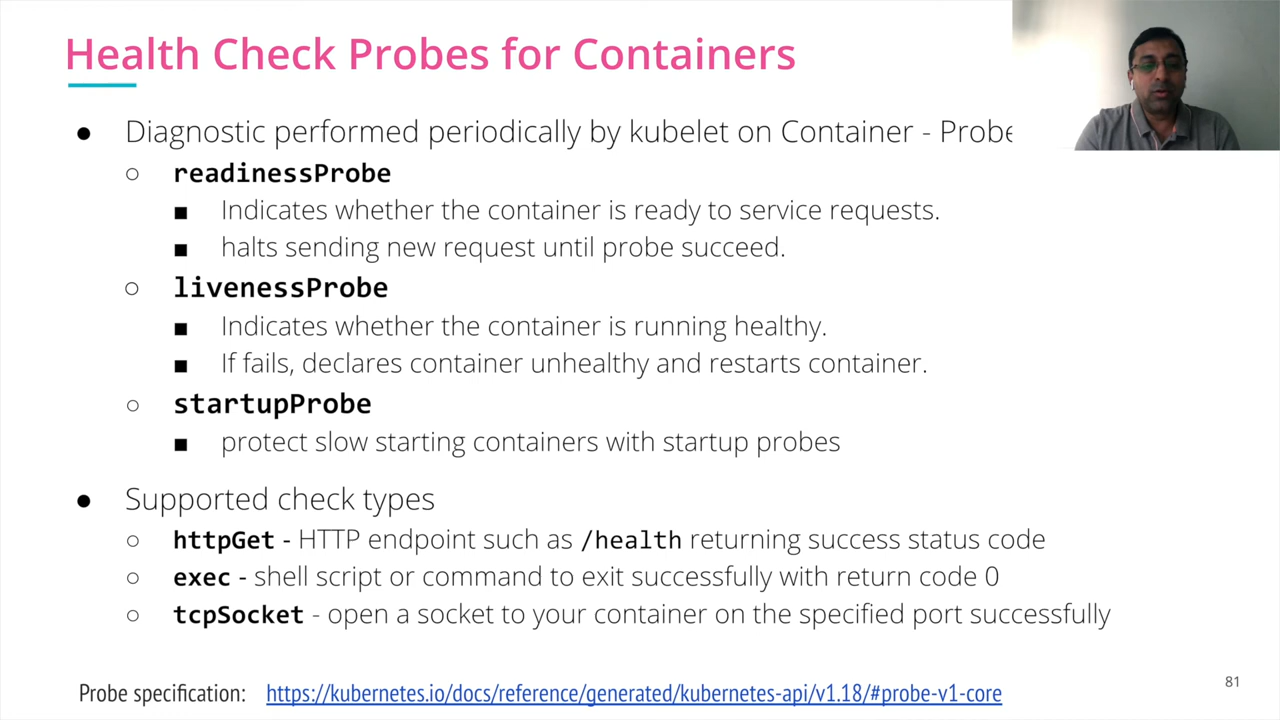 Health Check Probes for Containers
● Diagnostic performed periodically by kubelet on Container - Probe
○ readinessProbe
■ Indicates whether the container is ready to service requests.
■ halts sending new request until probe succeed.
○ livenessProbe
■ Indicates whether the container is running healthy.
■ If fails, declares container unhealthy and restarts container.
○ startupProbe
■ protect slow starting containers with startup probes
● Supported check types
○ httpGet - HTTP endpoint such as /health returning success status code
○ exec - shell script or command to exit successfully with return code 0
○ tcpSocket - open a socket to your container on the specified port successfully
Probe specification: https://kubernetes.io/docs/reference/generated/kubernetes-api/v1.18/#probe-v1-core
81